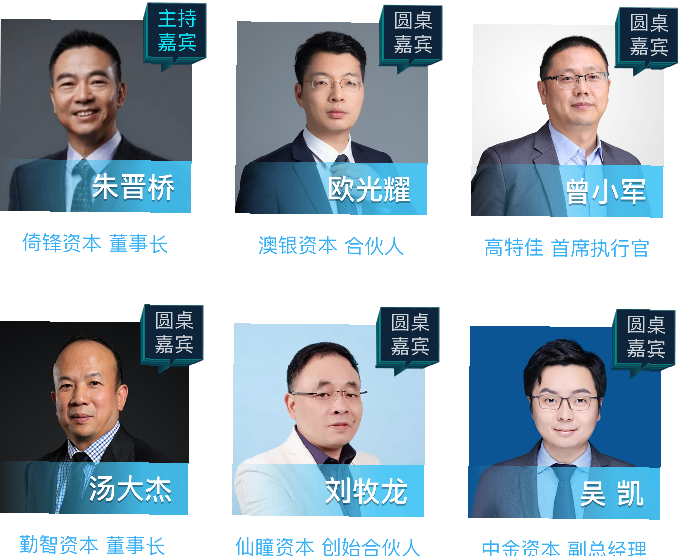 主持
嘉宾
朱晋桥
倚锋资本 董事长
圆桌
嘉宾
欧光耀
澳银资本 合伙人
圆桌
嘉宾
曾小军
高特佳 首席执行官
圆桌
嘉宾
汤大杰
勤智资本 董事长
圆桌
嘉宾
刘牧龙
仙瞳资本 创始合伙人
圆桌
嘉宾
吴 凯
中金资本 副总经理